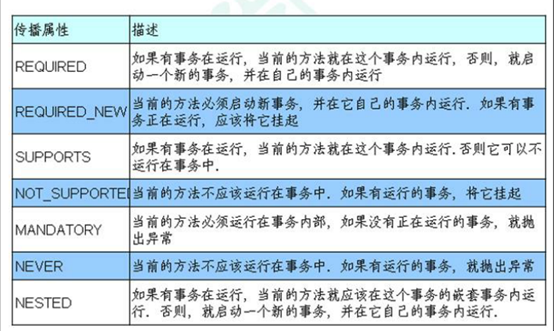 传播属性 描述
REQUIRED 如果有事务在运行，当前的方法就在这个事务内运行，否则，就启
动一个新的事务，并在自己的事务内运行
REQUIRED_NEW 当前的方法必须启动新事务，并在它自己的事务内运行．如果有事
务正在运行，应该将它挂起
SUPPORTS 如果有事务在运行，当前的方法就在这个事务内运行．否则它可以不
运行在事务中．
NOT_SUPPORTED 当前的方法不应该运行在事务中．如果有运行的事务，将它挂起
MANDATORY 当前的方法必须运行在事务内部，如果没有正在运行的事务，就抛
出异常
NEVER 当前的方法不应该运行在事务中．如果有运行的事务，就抛出异常
NESTED 如果有事务在运行，当前的方法就应该在这个事务的嵌套事务内运
行．否则，就启动一个新的事务，并在它自己的事务内运行．